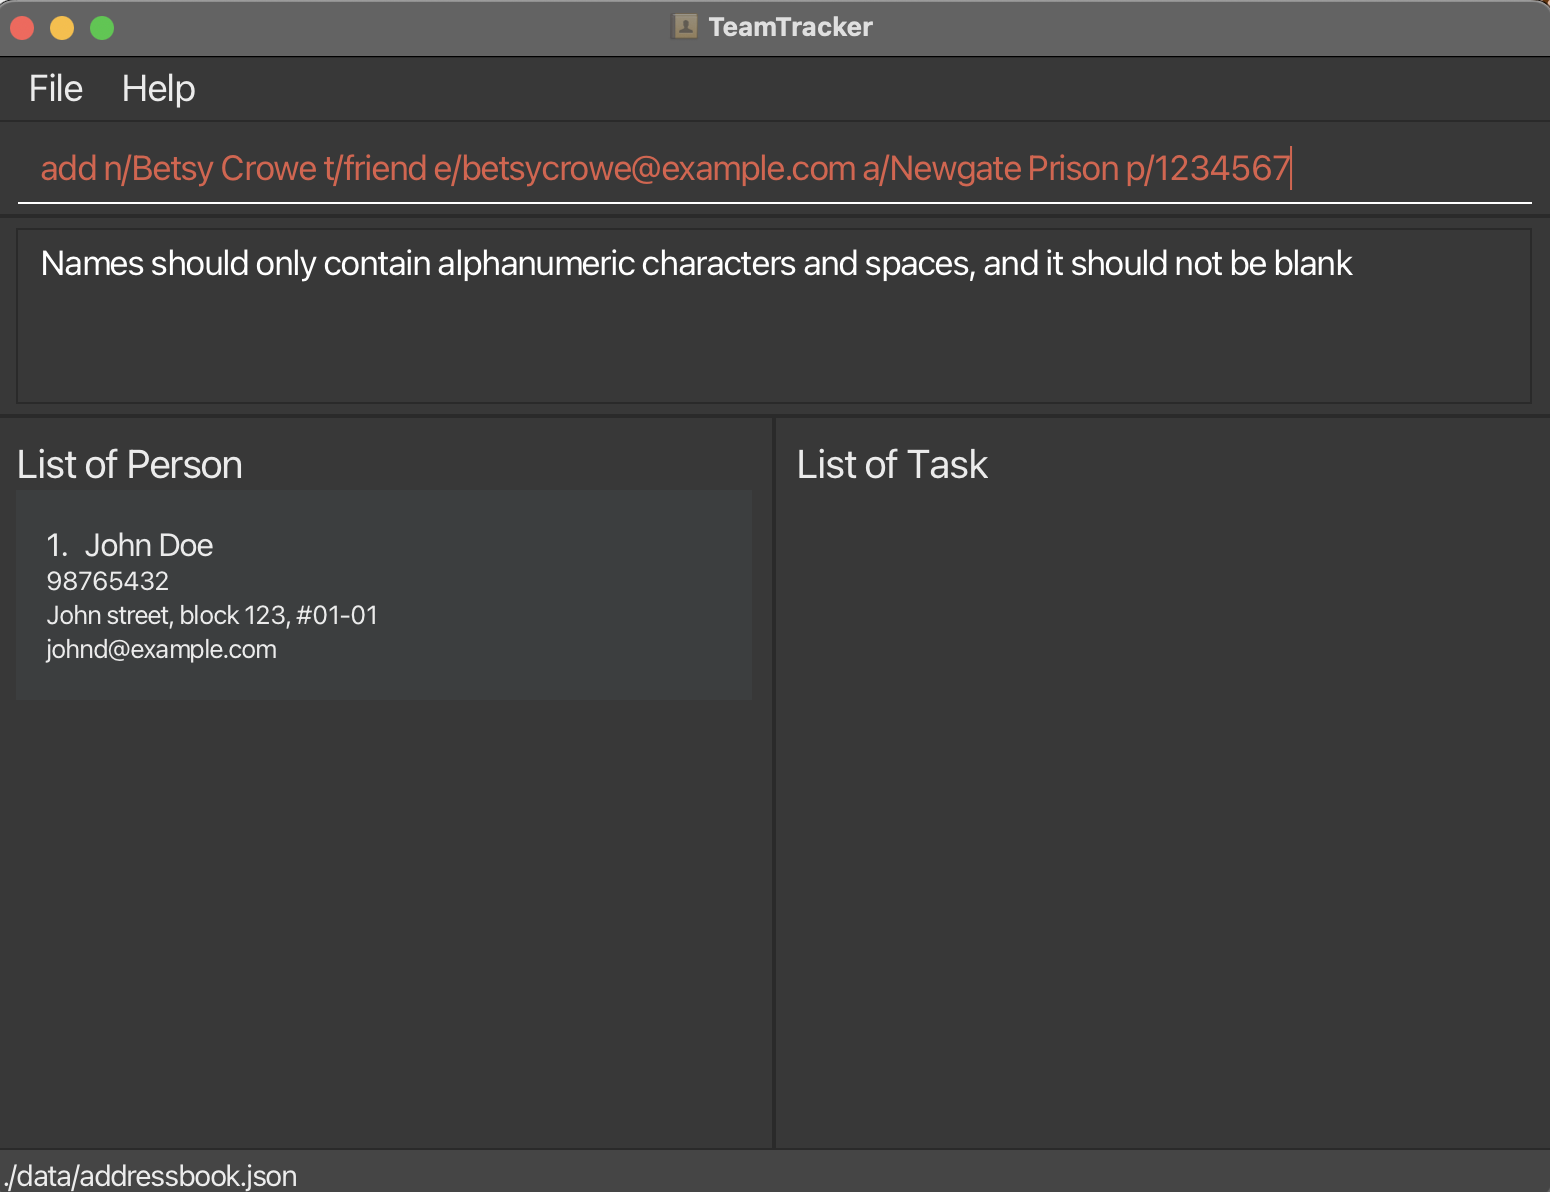 TeamTracker
File Help
add n/Betsy Crowe t/friend e/betsycrowe@example.com a/Newgate Prison p/1234567
Names should only contain alphanumeric characters and spaces, and it should not be blank
List of Person
1. John Doe
98765432
John street, block 123, #01-01
johnd@example.com
List of Task
./data/addressbook.json